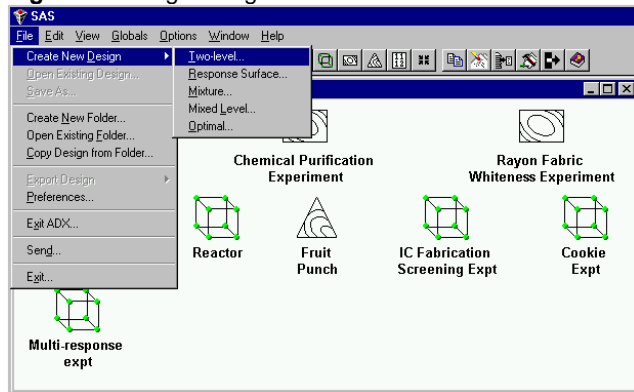 SAS
File Edit View Globals Options Window Help
Create New Design
Open Existing Design...
Save As...
Create New Folder...
Open Existing Folder...
Copy Design from Folder...
Export Design
Preferences...
Exit ADX...
Send...
Exit...
Two-level...
Response Surface...
Mixture...
Mixed Level...
Optimal...
Chemical Purification
Experiment
Rayon Fabric
Whiteness Experiment
Reactor
Fruit
Punch
IC Fabrication
Screening Expt
Cookie
Expt
Multi-response
expt